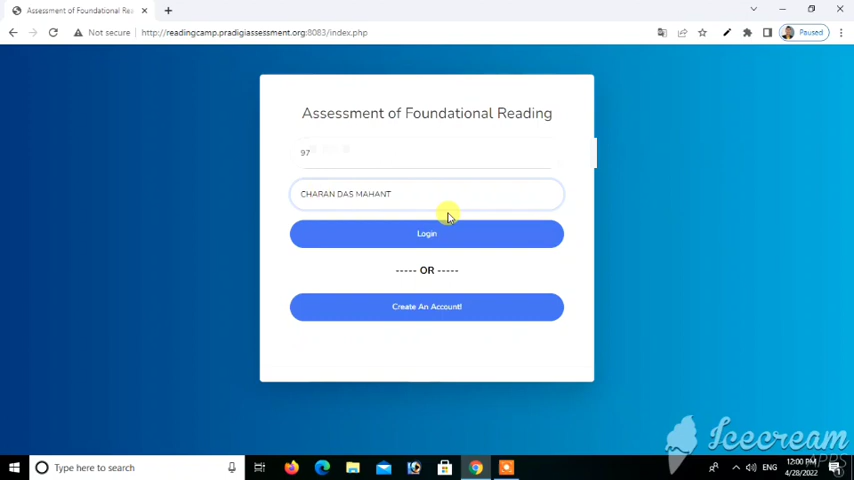 Assessment of Foundational Readin
Not secure
http://readingcamp.pradigiassessment.org:8083/index.php
Paused
Assessment of Foundational Reading
97
CHARAN DAS MAHANT
Login
----- OR -----
Create An Account!
Icecream
APPS
Type here to search
ENG
12:00 PM
4/28/2022